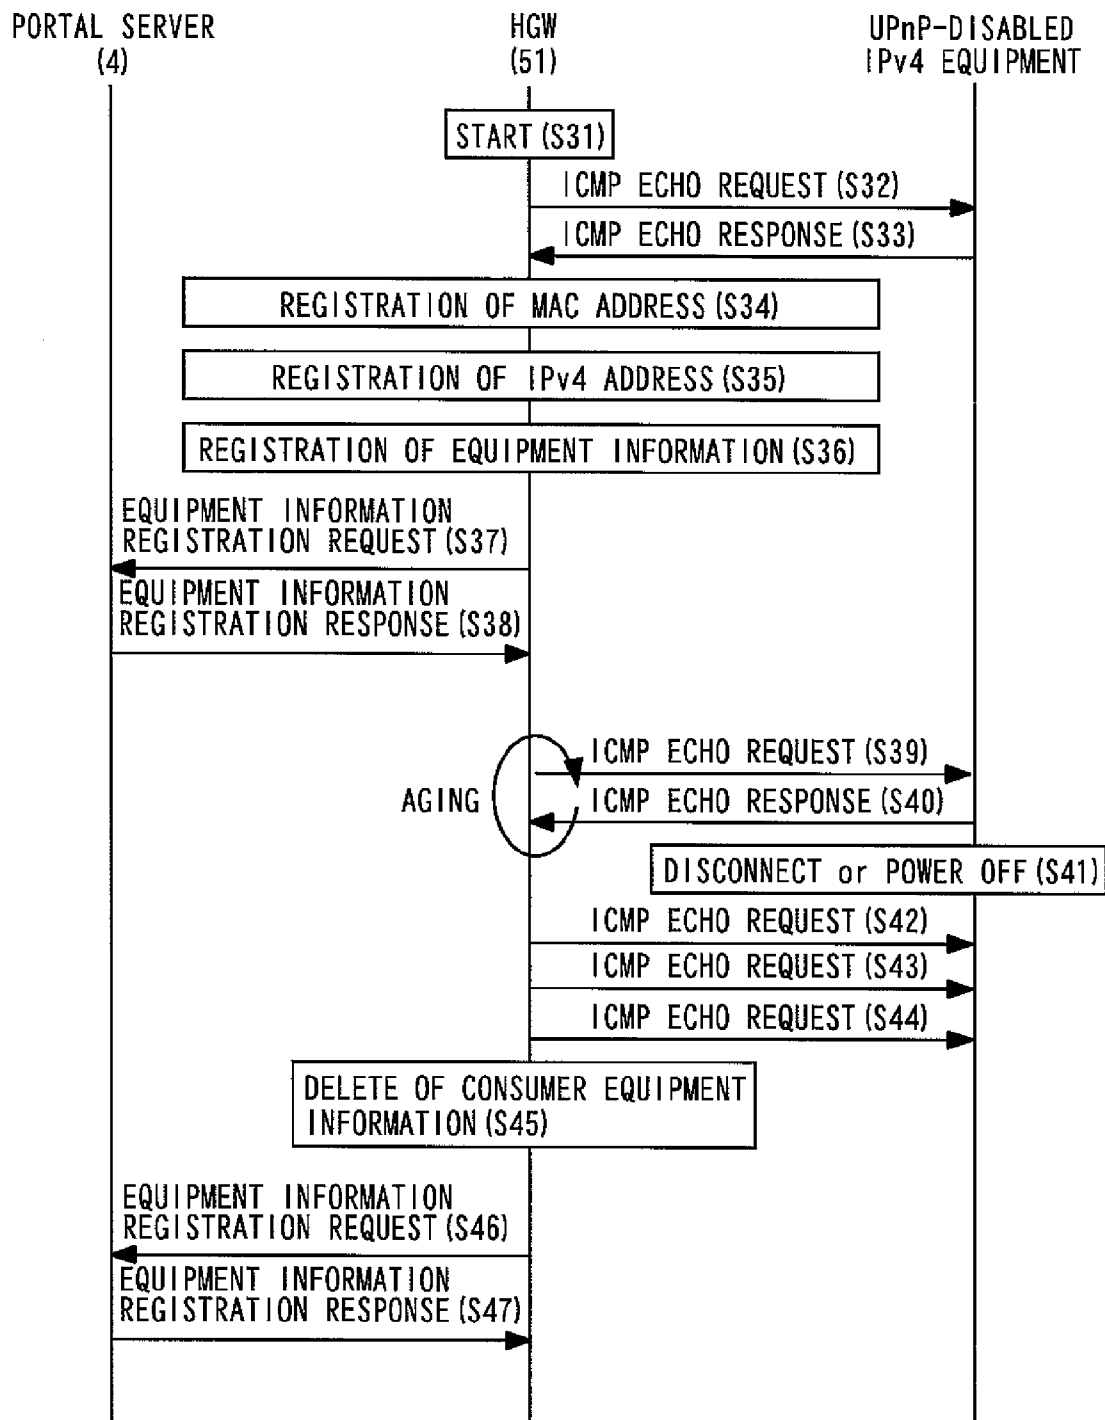 PORTAL SERVER
(4)
HGW
(51)
UPnP-DISABLED
IPv4 EQUIPMENT
START(S31)
ICMP ECHO REQUEST(S32)
ICMP ECHO RESPONSE(S33)
REGISTRATION OF MAC ADDRESS(S34)
REGISTRATION OF IPv4 ADDRESS(S35)
REGISTRATION OF EQUIPMENT INFORMATION(S36)
EQUIPMENT INFORMATION
REGISTRATION REQUEST(S37)
EQUIPMENT INFORMATION
REGISTRATION RESPONSE(S38)
ICMP ECHO REQUEST(S39)
AGING
ICMP ECHO RESPONSE(S40)
DISCONNECT or POWER OFF(S41)
ICMP ECHO REQUEST(S42)
ICMP ECHO REQUEST(S43)
ICMP ECHO REQUEST(S44)
DELETE OF CONSUMER EQUIPMENT
INFORMATION(S45)
EQUIPMENT INFORMATION
REGISTRATION REQUEST(S46)
EQUIPMENT INFORMATION
REGISTRATION RESPONSE(S47)